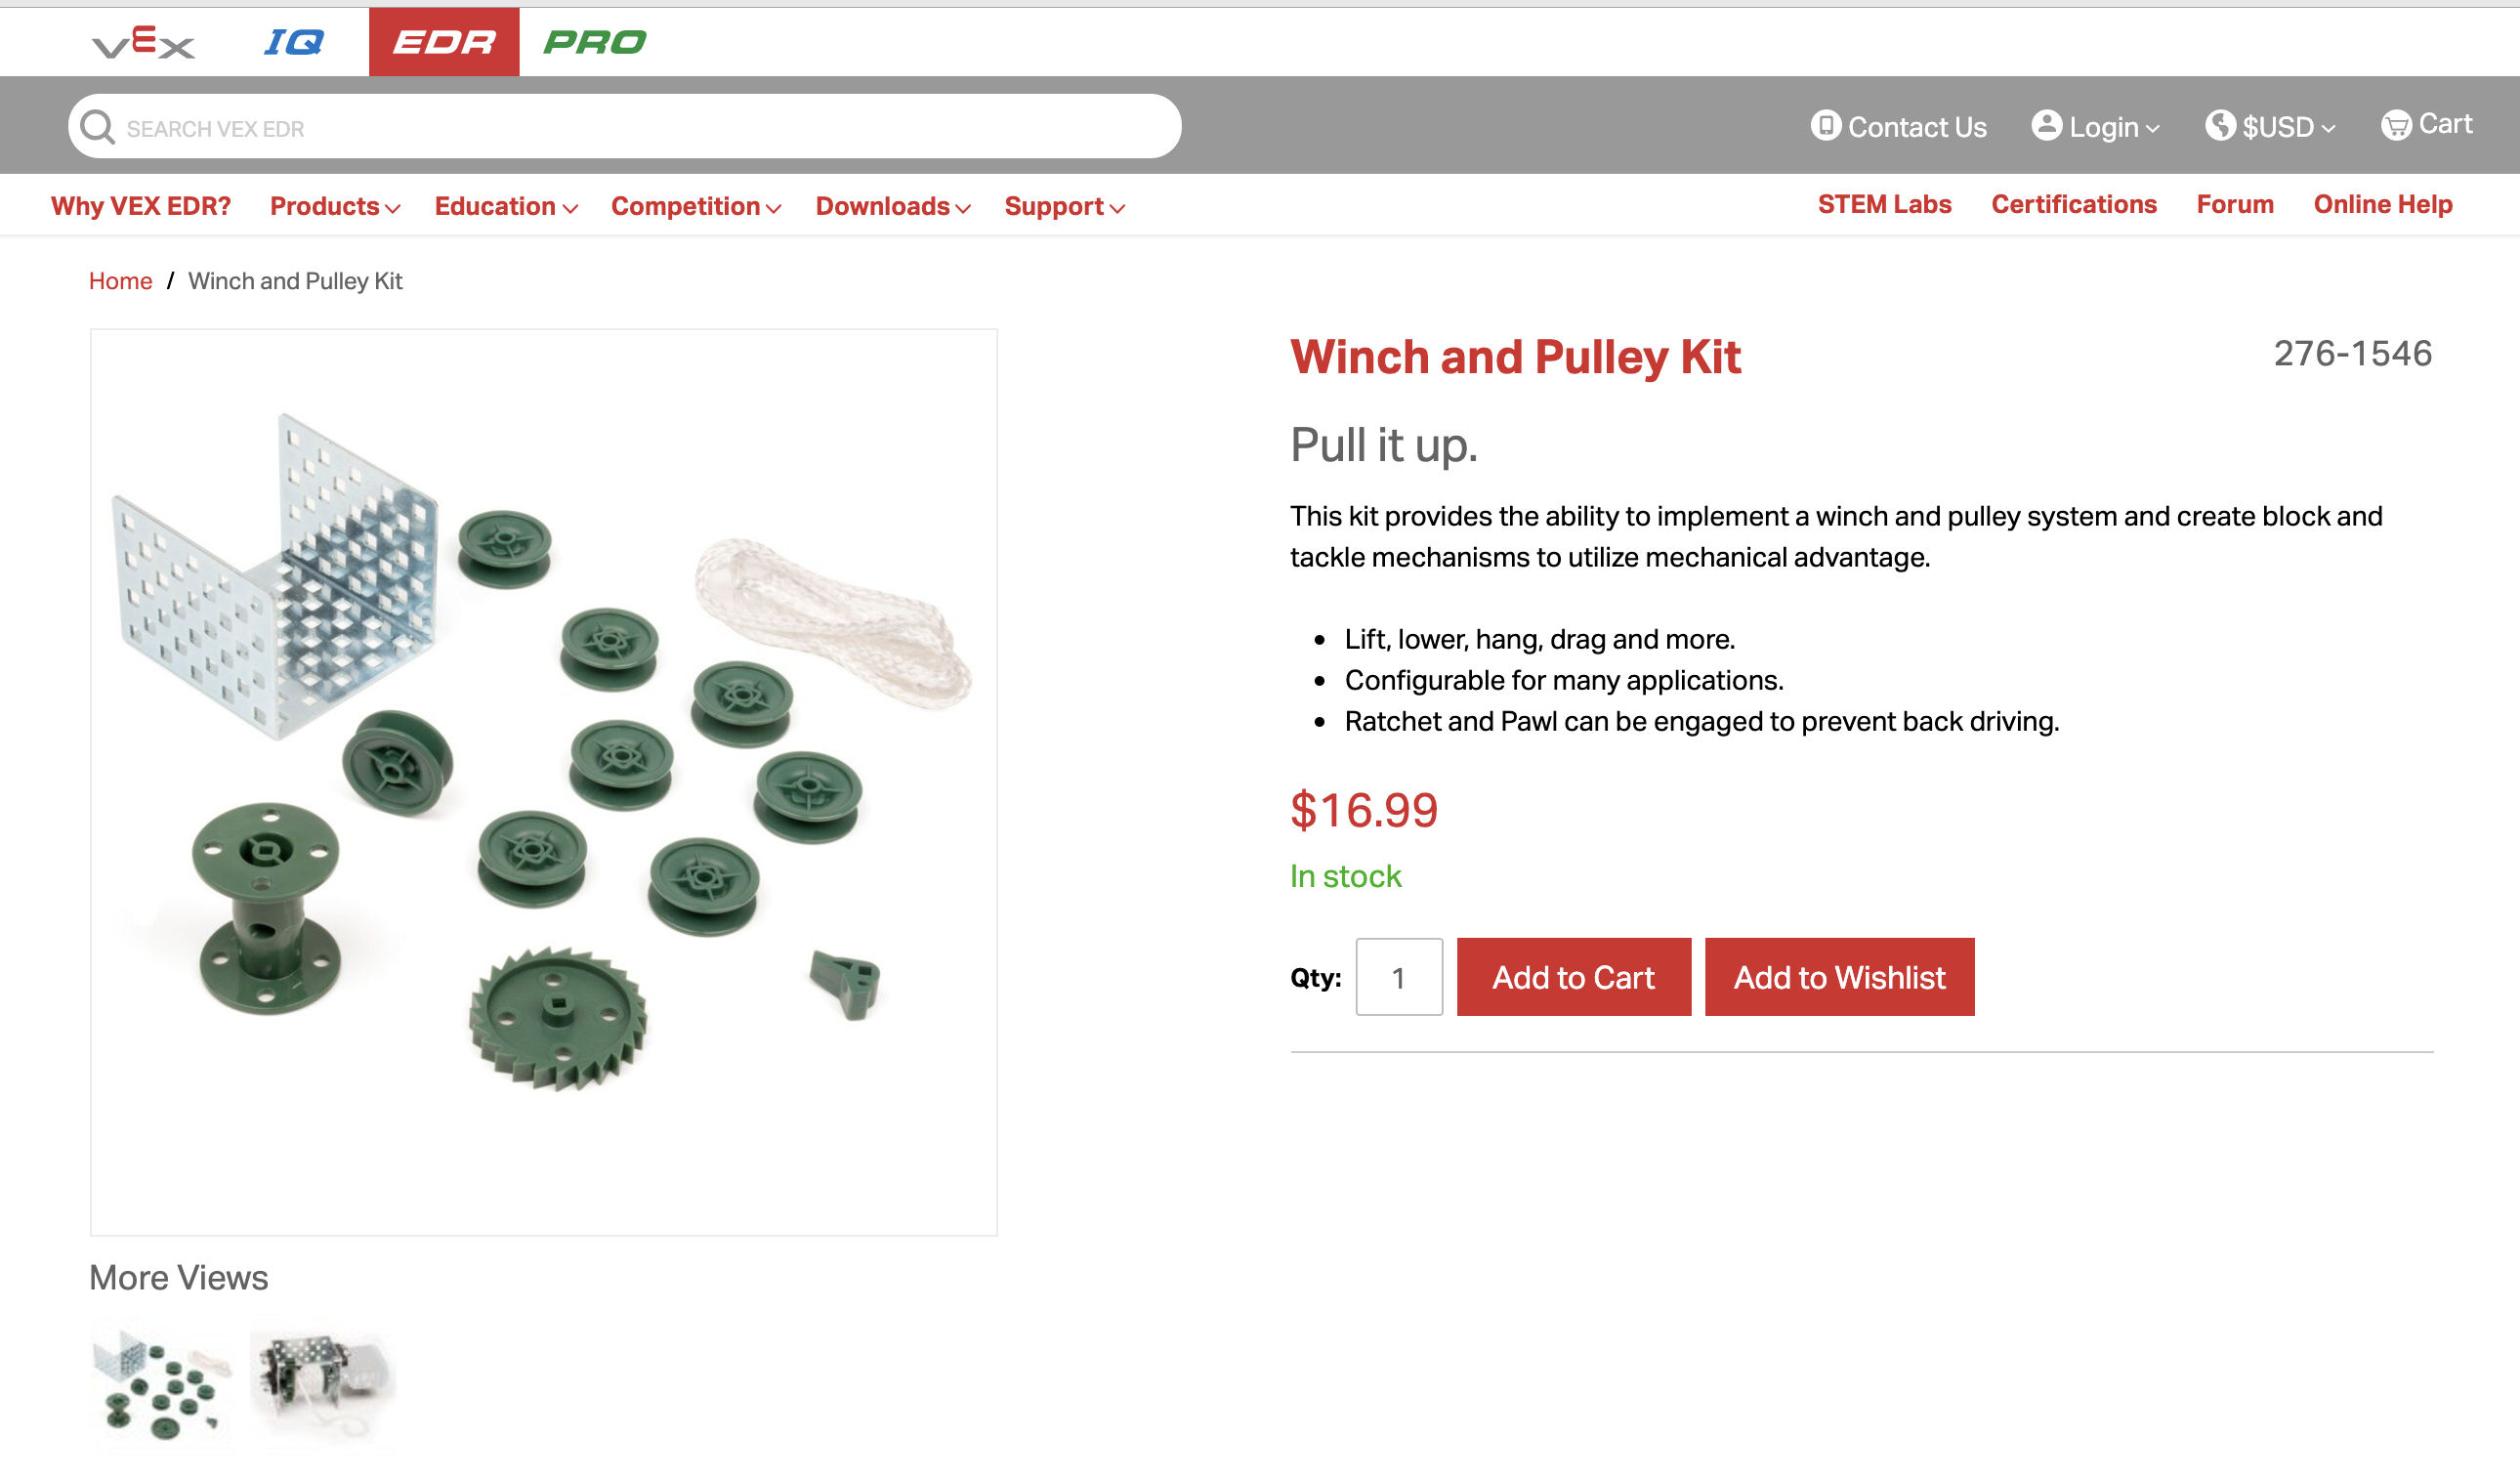 VEX IQ EDR PRO
SEARCH VEX EDR Contact Us Login $USD Cart
Why VEX EDR? Products Education Competition Downloads Support STEM Labs Certifications Forum Online Help
Home / Winch and Pulley Kit
Winch and Pulley Kit 276-1546
Pull it up.
This kit provides the ability to implement a winch and pulley system and create block and
tackle mechanisms to utilize mechanical advantage.
• Lift, lower, hang, drag and more.
• Configurable for many applications.
• Ratchet and Pawl can be engaged to prevent back driving.
$16.99
In stock
Qty: 1 Add to Cart Add to Wishlist
More Views